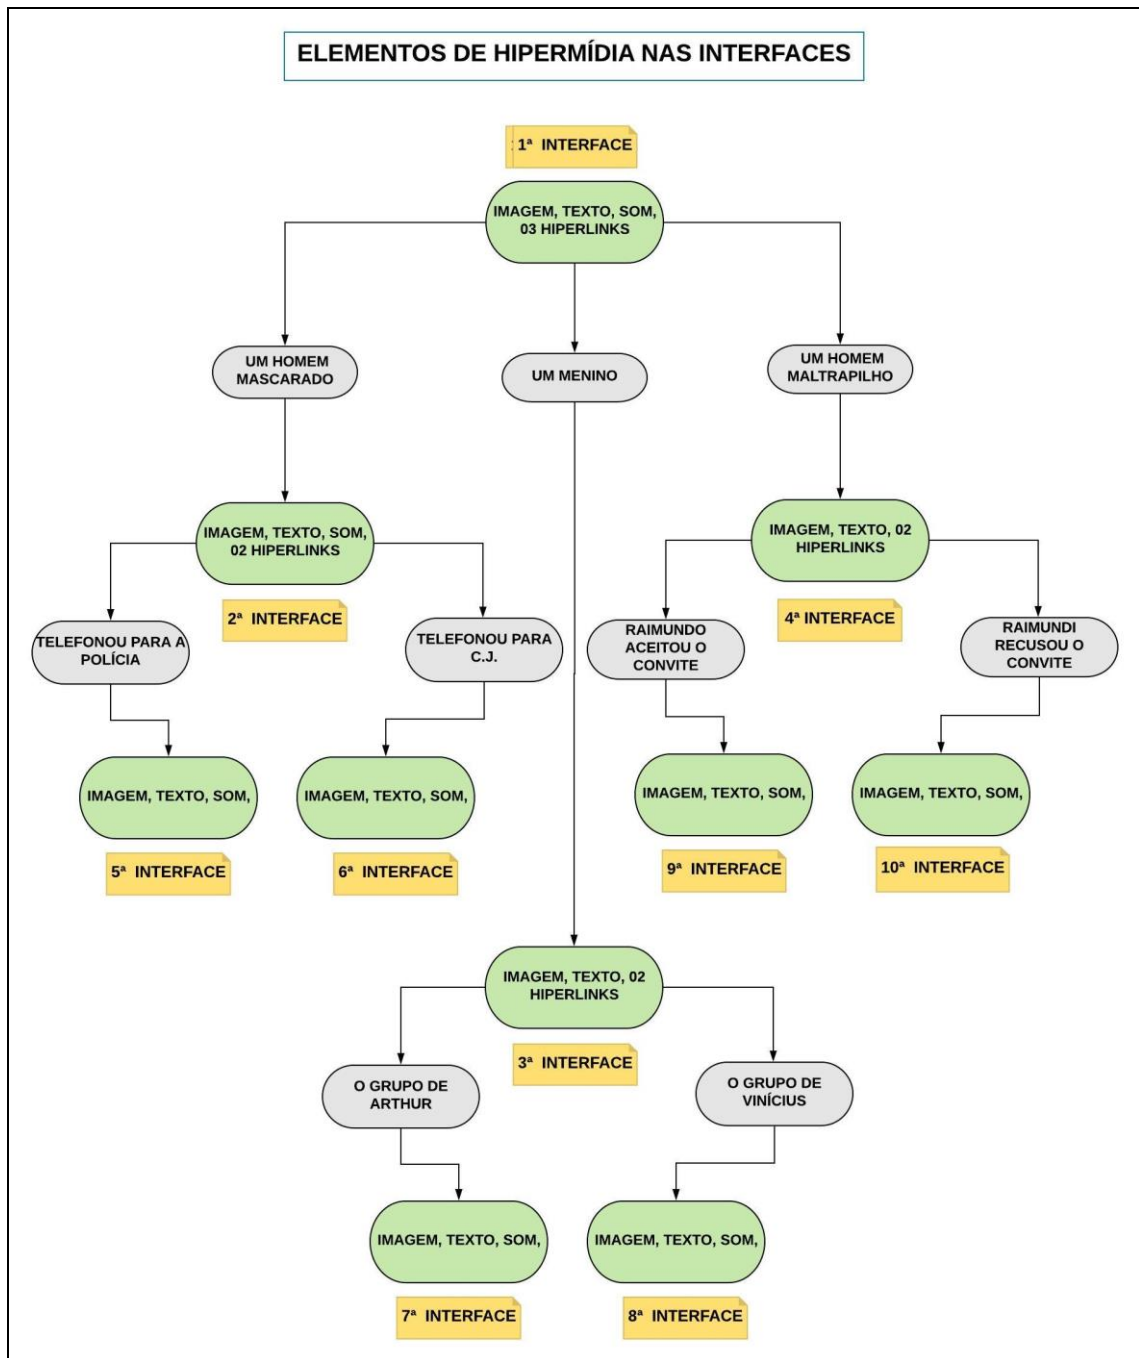 ELEMENTOS DE HIPERMÍDIA NAS INTERFACES
1ª INTERFACE
IMAGEM, TEXTO, SOM,
03 HIPERLINKS
UM HOMEM
MASCARADO
UM MENINO
UM HOMEM
MALTRAPILHO
IMAGEM, TEXTO, SOM,
02 HIPERLINKS
2ª INTERFACE
IMAGEM, TEXTO, 02
HIPERLINKS
4ª INTERFACE
TELEFONOU PARA A
POLÍCIA
TELEFONOU PARA
C.J.
RAIMUNDO
ACEITOU O
CONVITE
RAIMUNDI
RECUSOU O
CONVITE
IMAGEM, TEXTO, SOM,
5ª INTERFACE
IMAGEM, TEXTO, SOM,
6ª INTERFACE
IMAGEM, TEXTO, SOM,
9ª INTERFACE
IMAGEM, TEXTO, SOM,
10ª INTERFACE
IMAGEM, TEXTO, 02
HIPERLINKS
3ª INTERFACE
O GRUPO DE
ARTHUR
O GRUPO DE
VINÍCIUS
IMAGEM, TEXTO, SOM,
7ª INTERFACE
IMAGEM, TEXTO, SOM,
8ª INTERFACE